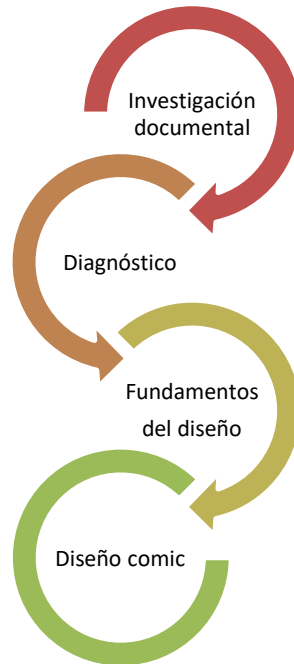 Investigación
documental
Diagnóstico
Fundamentos
del diseño
Diseño comic